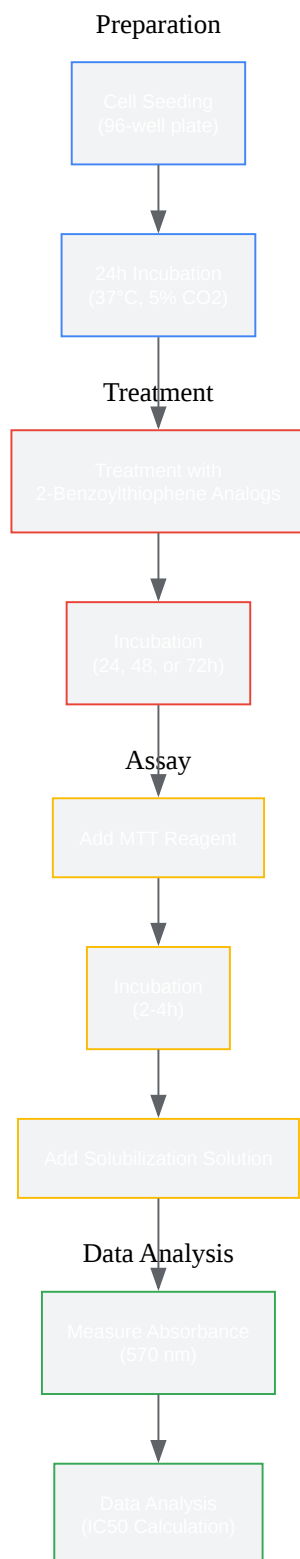 Preparation
Cell Seeding
(96-well plate)
24h Incubation
(37°C, 5% CO2)
Treatment
Treatment with
2-Benzoylthiophene Analogs
Incubation
(24, 48, or 72h)
Assay
Add MTT Reagent
Incubation
(2-4h)
Add Solubilization Solution
Data Analysis
Measure Absorbance
(570 nm)
Data Analysis
(IC50 Calculation)